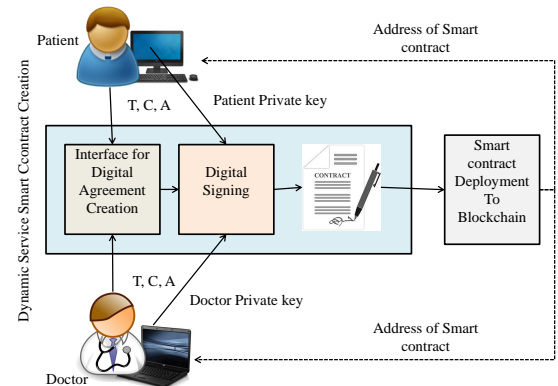 Patient
Address of Smart
contract
T, C, A
Patient Private key
Dynamic Service Smart Ccontract Creation
Interface for
Digital
Agreement
Creation
Digital
Signing
CONTRACT
Smart
contract
Deployment
To
Blockchain
T, C, A
Doctor Private key
Address of Smart
contract
Doctor